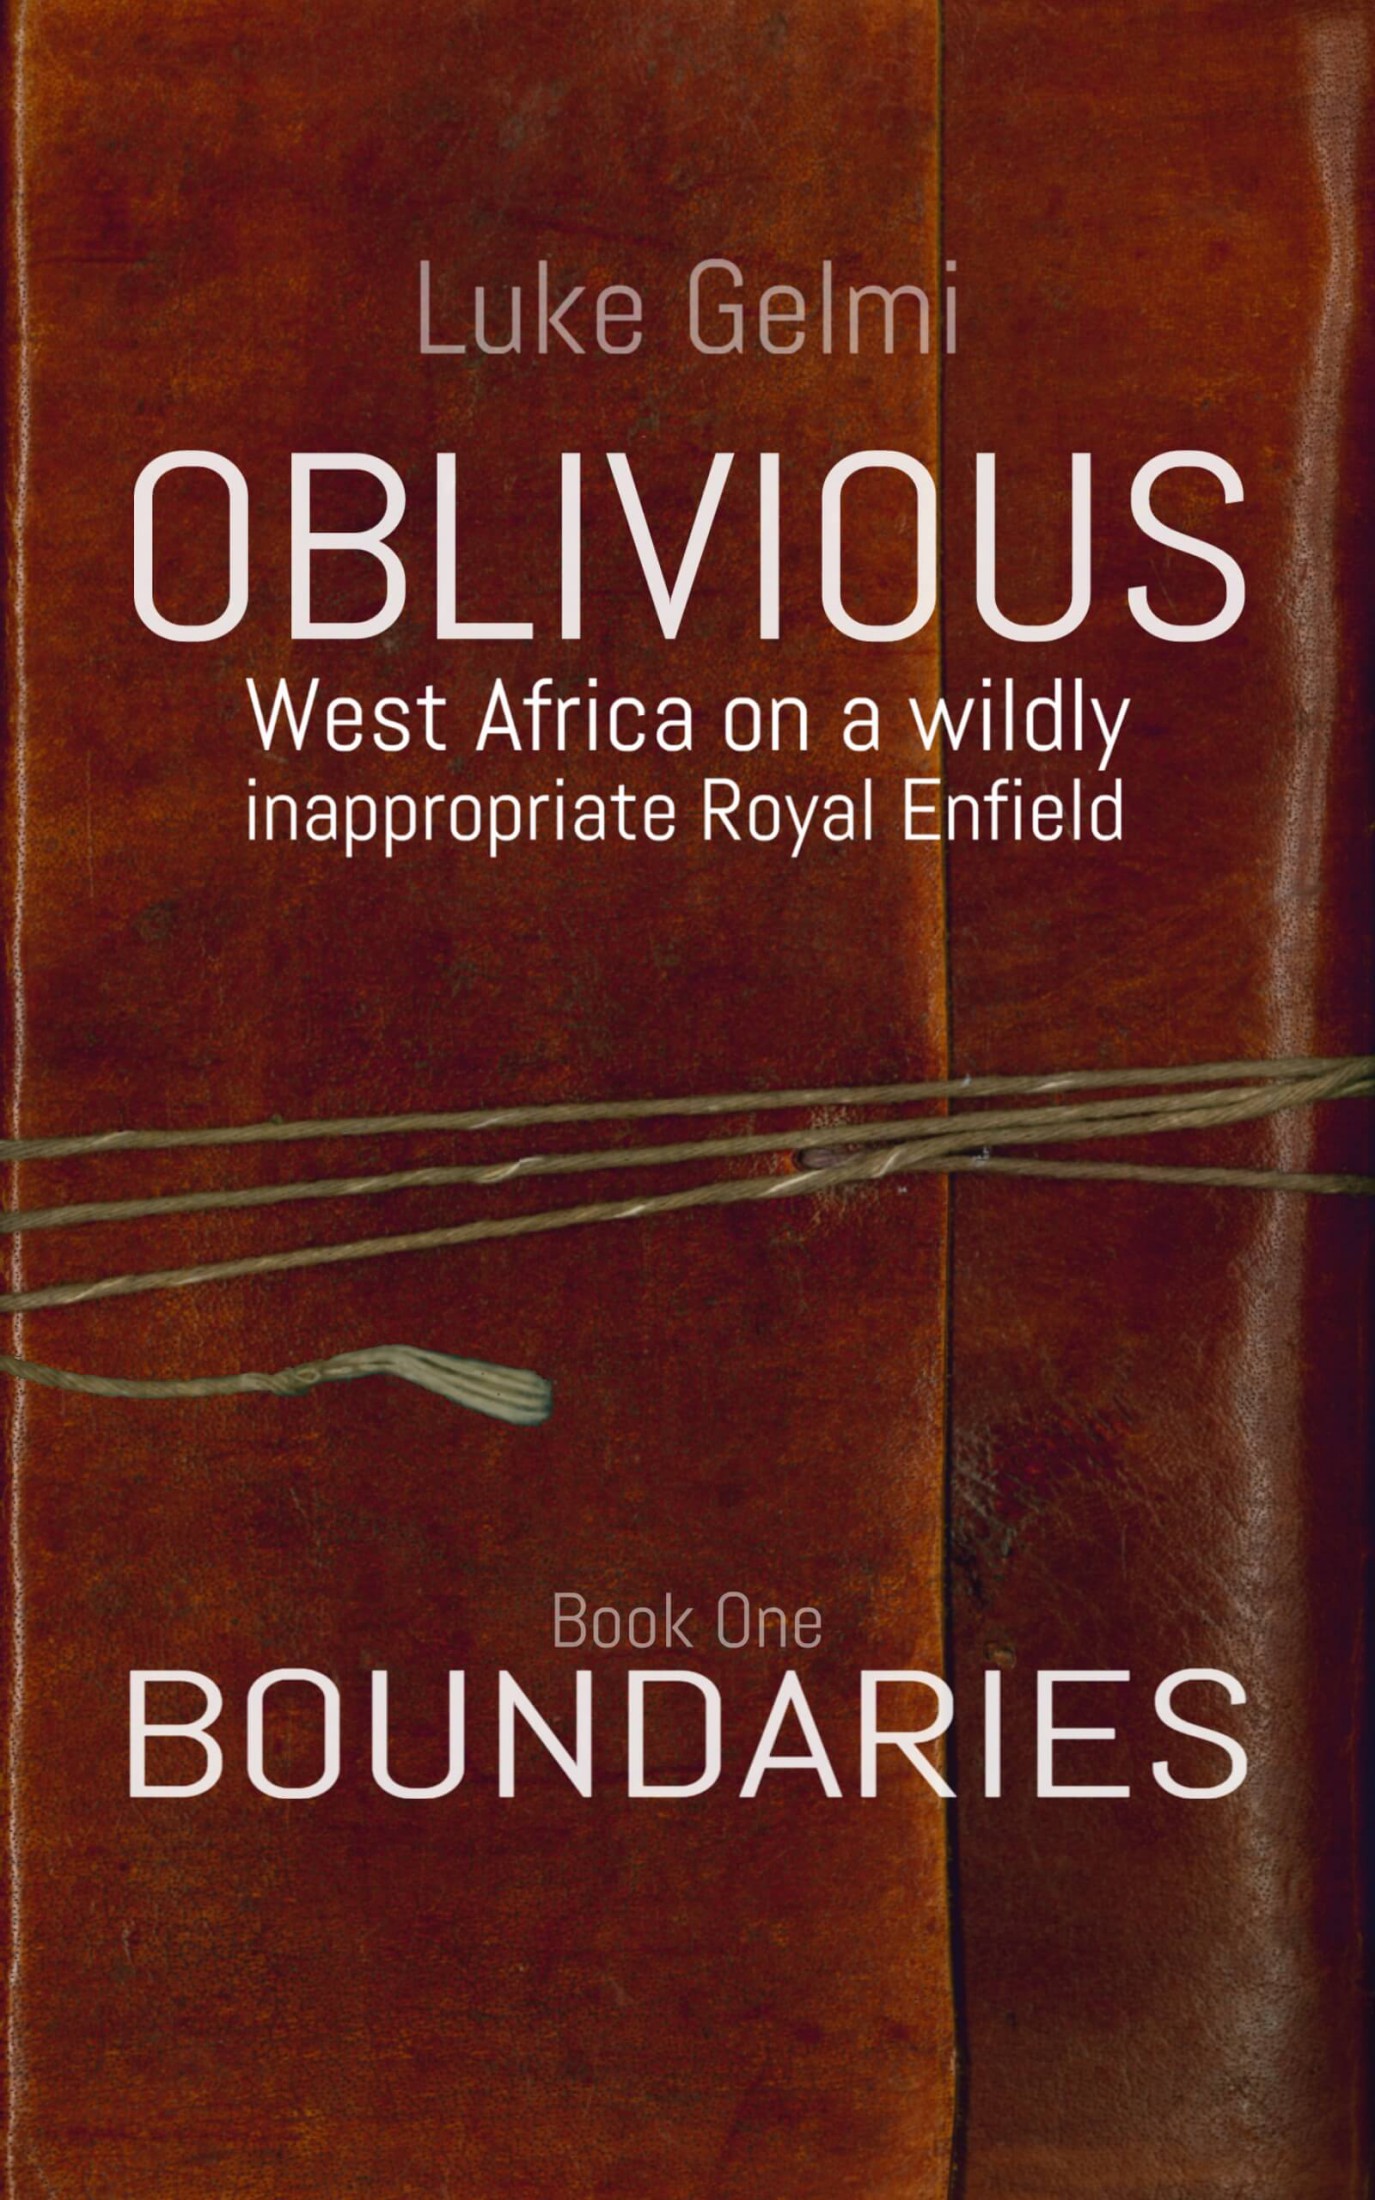 Luke Gelmi
OBLIVIOUS
West Africa on a wildly
inappropriate Royal Enfield
Book One
BOUNDARIES